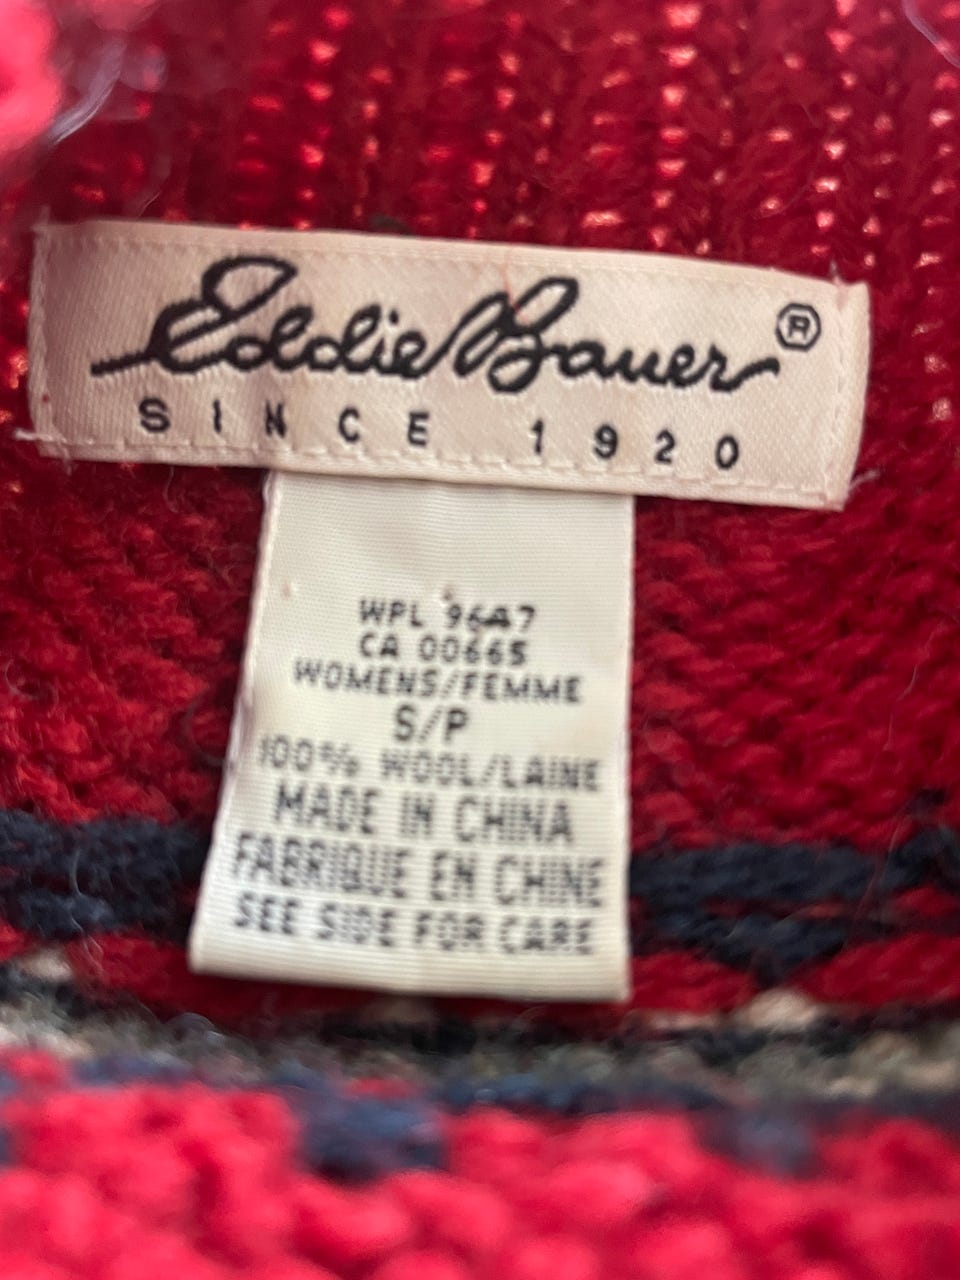 Eddie Bauer®
SINCE 1920
WPL 9647
CA 00665
WOMENS/FEMME
S/P
100% WOOL/LAINE
MADE IN CHINA
FABRIQUE EN CHINE
SEE SIDE FOR CARE